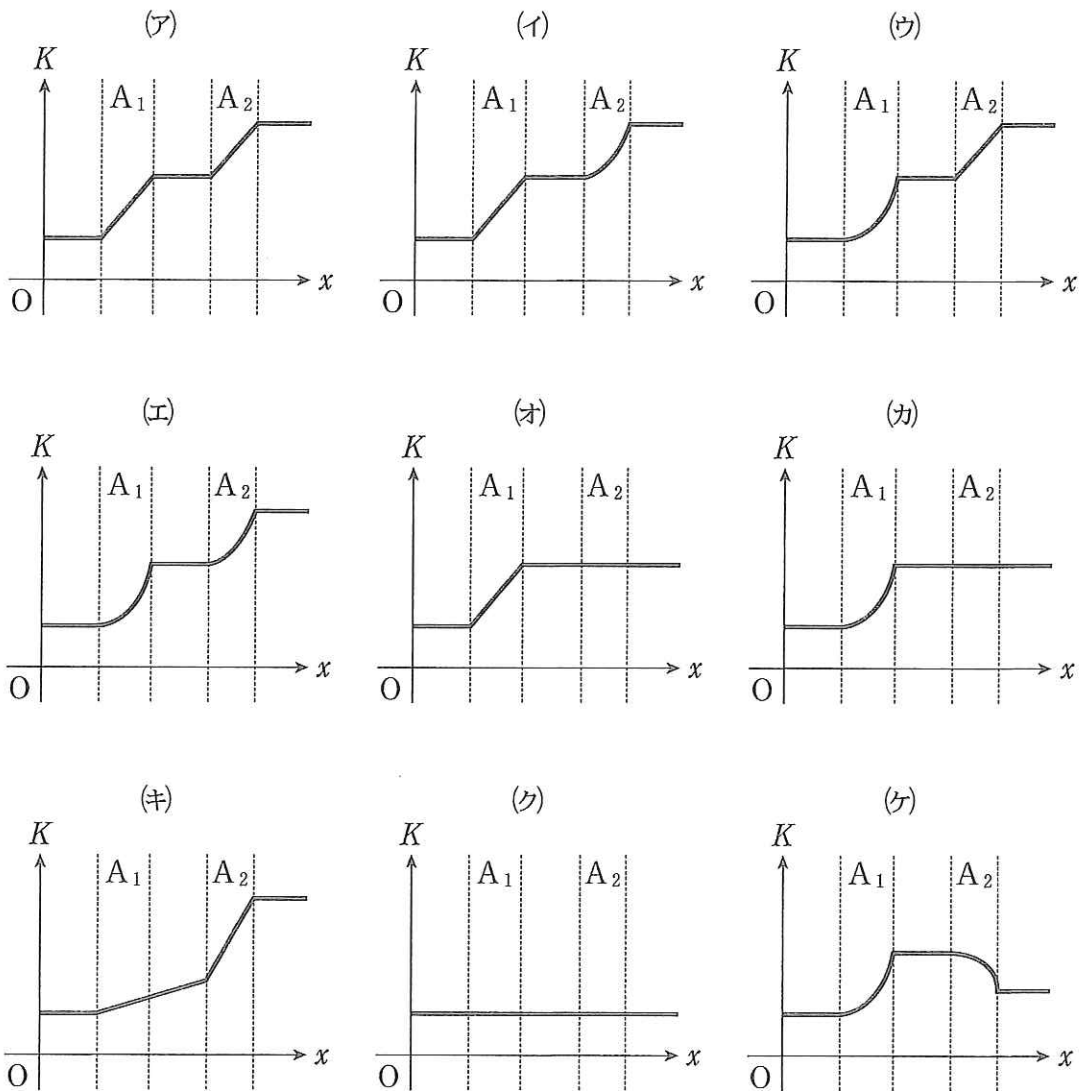 (ア) (イ) (ウ)
K A₁ A₂ K A₁ A₂ K A₁ A₂
O x O x O x
(エ) (オ) (カ)
K A₁ A₂ K A₁ A₂ K A₁ A₂
O x O x O x
(キ) (ク) (ケ)
K A₁ A₂ K A₁ A₂ K A₁ A₂
O x O x O x